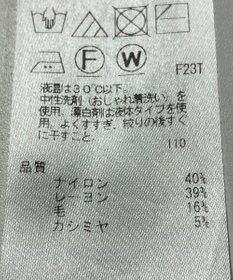 F
W
F23T
液温は30℃以下。
中性洗剤(おしゃれ着洗い)を
使用、漂白剤は液体タイプを使
用、よくすすぎ、絞りの後すぐ
に干すこと。
110
品質
ナイロン 40%
レーヨン 39%
毛 16%
カシミヤ 5%